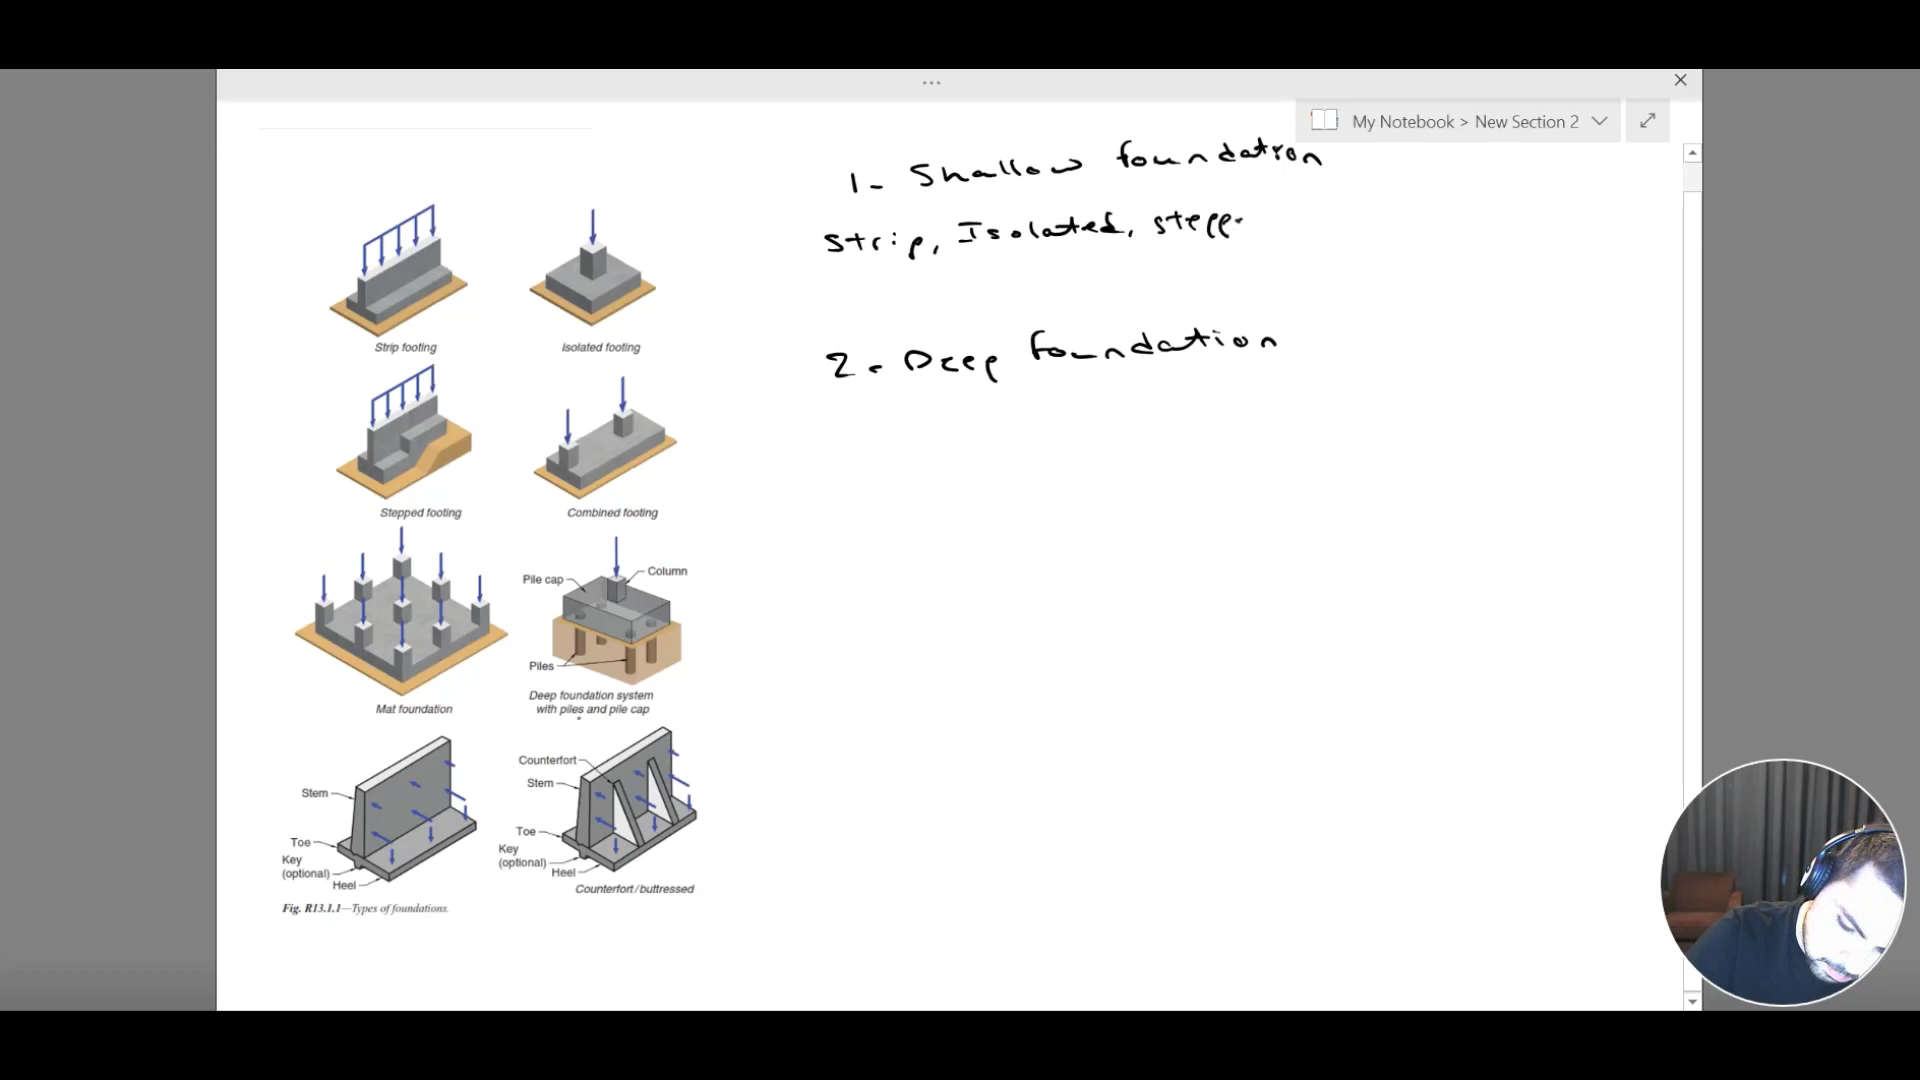 ...
My Notebook > New Section 2
1- Shallow foundation
strip, Isolated, stepp
2- Deep foundation
Strip footing
Isolated footing
Stepped footing
Combined footing
Pile cap
Column
Piles
Mat foundation
Deep foundation system
with piles and pile cap
Stem
Toe
Key
(optional)
Heel
Counterfort
Stem
Toe
Key
(optional)
Heel
Counterfort/buttressed
Fig. R13.1.1—Types of foundations.